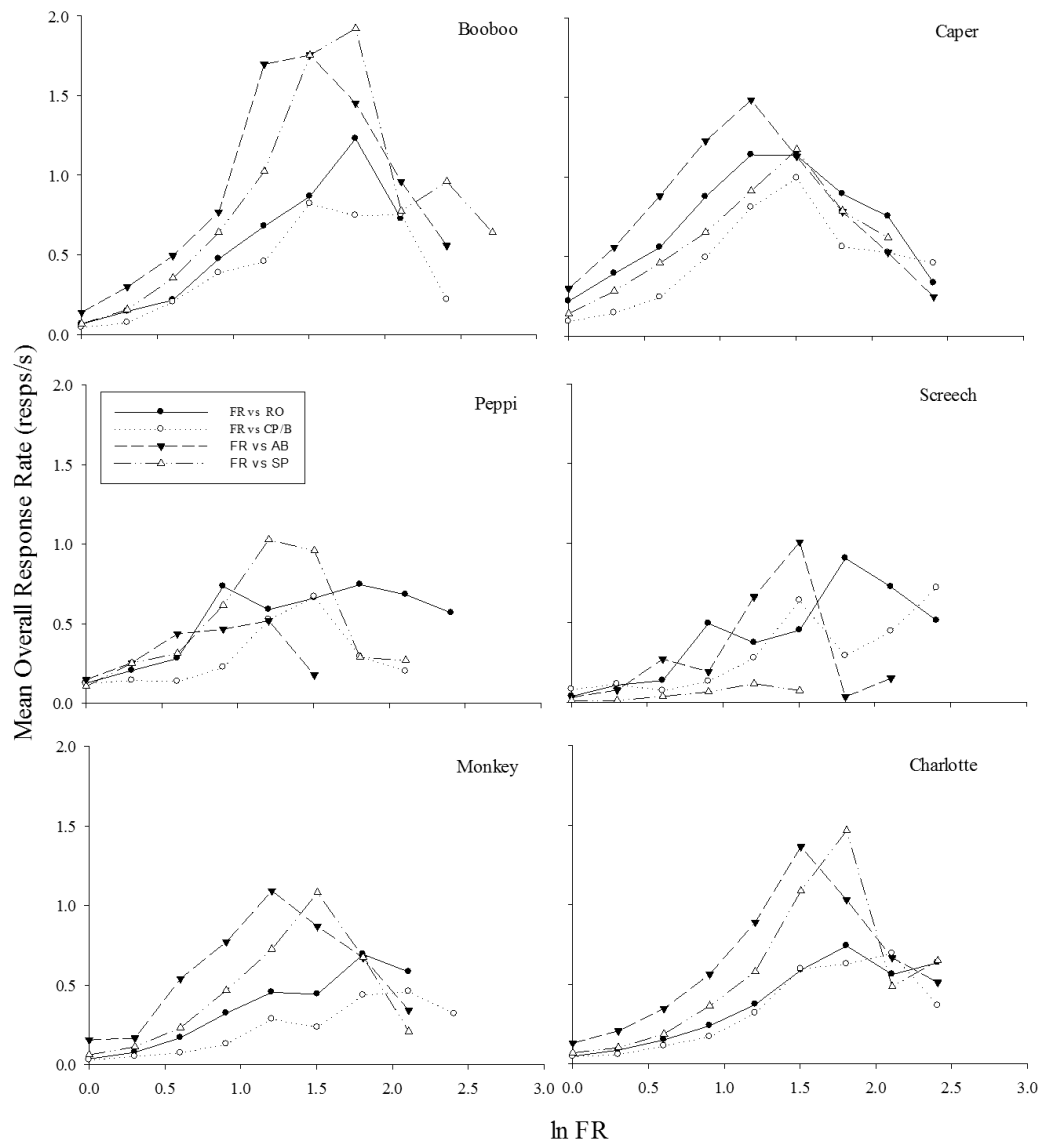 Booboo
Caper
2.0
1.5
1.0
0.5
0.0
Peppi
Screech
FR vs RO
FR vs CP/B
FR vs AB
FR vs SP
2.0
1.5
1.0
0.5
0.0
Mean Overall Response Rate (resps/s)
Monkey
Charlotte
2.0
1.5
1.0
0.5
0.0
0.0 0.5 1.0 1.5 2.0 2.5 3.0
0.0 0.5 1.0 1.5 2.0 2.5 3.0
ln FR